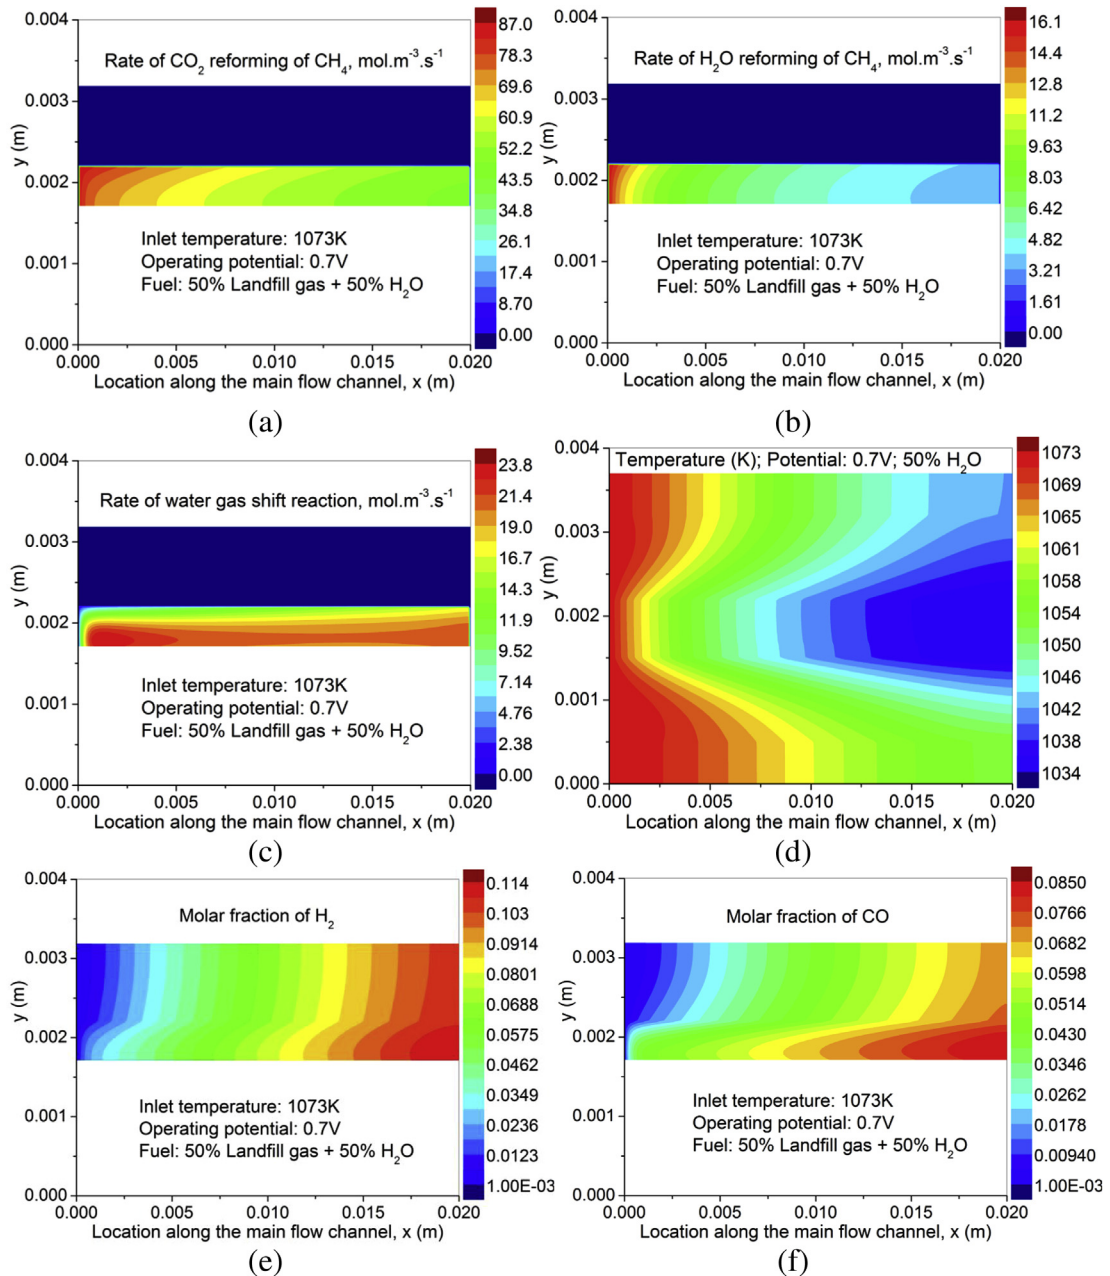 0.004
0.003
0.002
0.001
0.000
y (m)
Rate of CO₂ reforming of CH₄, mol.m⁻³.s⁻¹
Inlet temperature: 1073K
Operating potential: 0.7V
Fuel: 50% Landfill gas + 50% H₂O
0.000 0.005 0.010 0.015 0.020
Location along the main flow channel, x (m)
87.0
78.3
69.6
60.9
52.2
43.5
34.8
26.1
17.4
8.70
0.00
(a)
0.004
0.003
0.002
0.001
0.000
y (m)
Rate of H₂O reforming of CH₄, mol.m⁻³.s⁻¹
Inlet temperature: 1073K
Operating potential: 0.7V
Fuel: 50% Landfill gas + 50% H₂O
0.000 0.005 0.010 0.015 0.020
Location along the main flow channel, x (m)
16.1
14.4
12.8
11.2
9.63
8.03
6.42
4.82
3.21
1.61
0.00
(b)
0.004
0.003
0.002
0.001
0.000
y (m)
Rate of water gas shift reaction, mol.m⁻³.s⁻¹
Inlet temperature: 1073K
Operating potential: 0.7V
Fuel: 50% Landfill gas + 50% H₂O
0.000 0.005 0.010 0.015 0.020
Location along the main flow channel, x (m)
23.8
21.4
19.0
16.7
14.3
11.9
9.52
7.14
4.76
2.38
0.00
(c)
0.004
0.003
0.002
0.001
0.000
y (m)
Temperature (K); Potential: 0.7V; 50% H₂O
0.000 0.005 0.010 0.015 0.020
Location along the main flow channel, x (m)
1073
1069
1065
1061
1058
1054
1050
1046
1042
1038
1034
(d)
0.004
0.003
0.002
0.001
0.000
y (m)
Molar fraction of H₂
Inlet temperature: 1073K
Operating potential: 0.7V
Fuel: 50% Landfill gas + 50% H₂O
0.000 0.005 0.010 0.015 0.020
Location along the main flow channel, x (m)
0.114
0.103
0.0914
0.0801
0.0688
0.0575
0.0462
0.0349
0.0236
0.0123
1.00E-03
(e)
0.004
0.003
0.002
0.001
0.000
y (m)
Molar fraction of CO
Inlet temperature: 1073K
Operating potential: 0.7V
Fuel: 50% Landfill gas + 50% H₂O
0.000 0.005 0.010 0.015 0.020
Location along the main flow channel, x (m)
0.0850
0.0766
0.0682
0.0598
0.0514
0.0430
0.0346
0.0262
0.0178
0.00940
1.00E-03
(f)